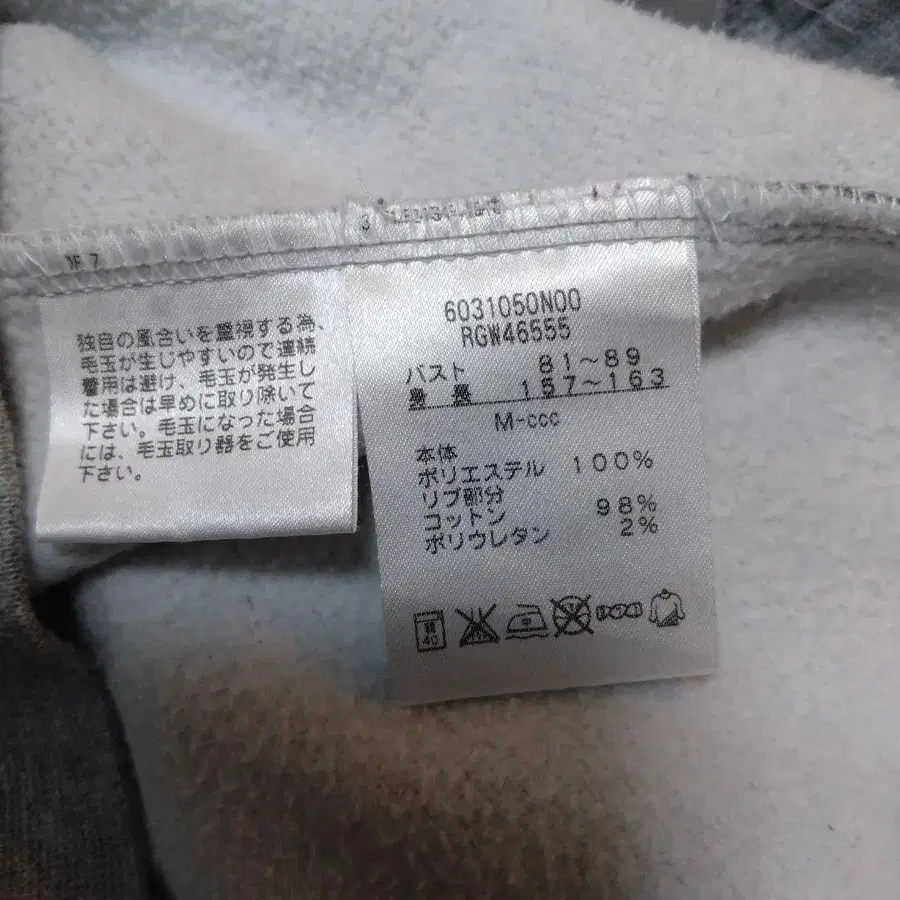 独自の風合いを重視する為、
毛玉が生じやすいので連続
着用は避け、毛玉が発生し
た場合は早めに取り除いて
下さい。毛玉になった場合
には、毛玉取り器をご使用
下さい。
6031050N00
RGW46555
バスト 81～89
身長 157～163
M-ccc
本体
ポリエステル 100%
リブ部分
コットン 98%
ポリウレタン 2%
40